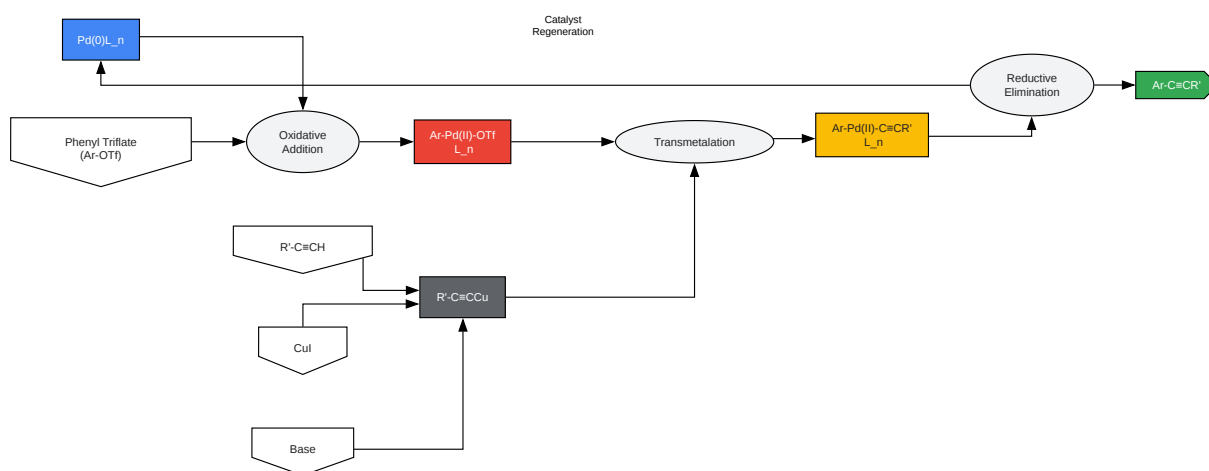 Catalyst
Regeneration
Pd(0)L_n
Reductive
Elimination
Ar-C≡CR'
Phenyl Triflate
(Ar-OTf)
Oxidative
Addition
Ar-Pd(II)-OTf
L_n
Transmetalation
Ar-Pd(II)-C≡CR'
L_n
R'-C≡CH
R'-C≡CCu
CuI
Base